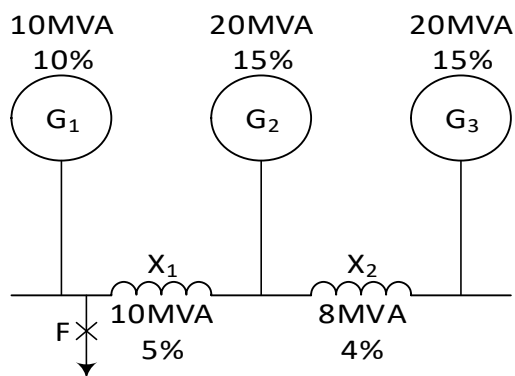 10MVA 20MVA 20MVA
10% 15% 15%
G1 G2 G3
X1 X2
F 10MVA 8MVA
5% 4%